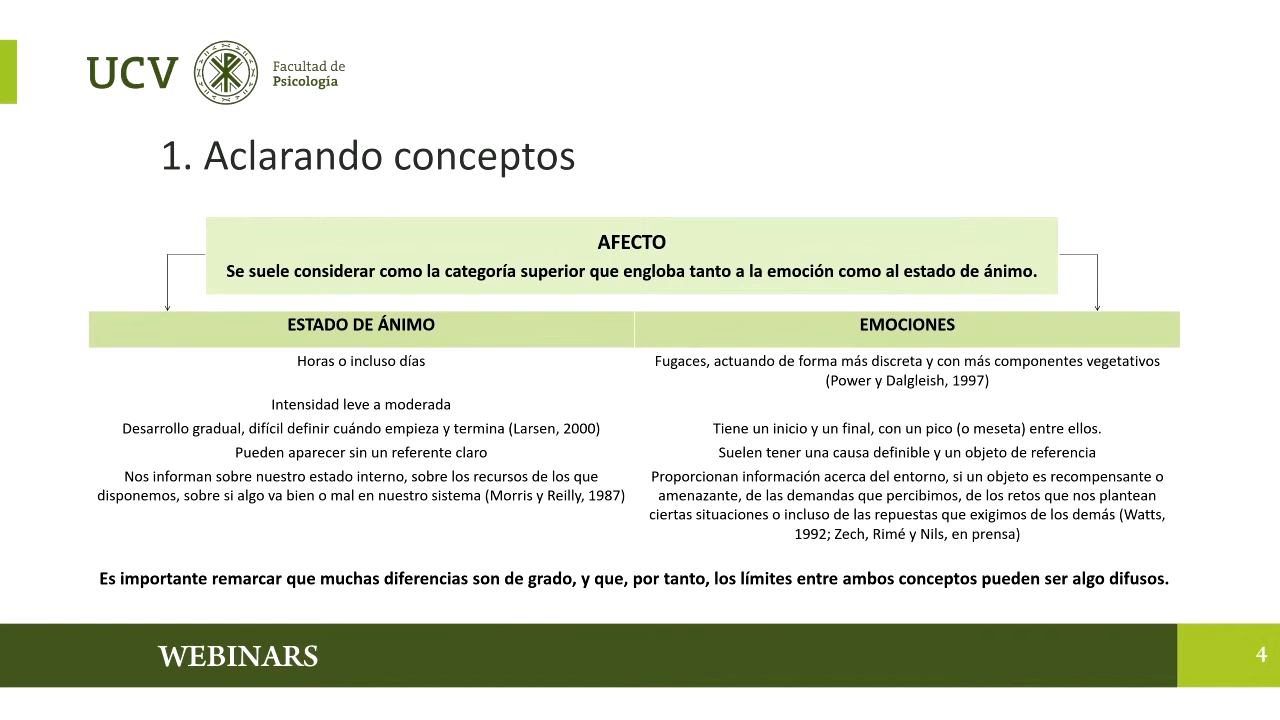 UCV
Facultad de
Psicología
1. Aclarando conceptos
AFECTO
Se suele considerar como la categoría superior que engloba tanto a la emoción como al estado de ánimo.
ESTADO DE ÁNIMO
EMOCIONES
Horas o incluso días
Fugaces, actuando de forma más discreta y con más componentes vegetativos
(Power y Dalgleish, 1997)
Intensidad leve a moderada
Desarrollo gradual, difícil definir cuándo empieza y termina (Larsen, 2000)
Tiene un inicio y un final, con un pico (o meseta) entre ellos.
Pueden aparecer sin un referente claro
Suelen tener una causa definible y un objeto de referencia
Nos informan sobre nuestro estado interno, sobre los recursos de los que
disponemos, sobre si algo va bien o mal en nuestro sistema (Morris y Reilly, 1987)
Proporcionan información acerca del entorno, si un objeto es recompensante o
amenazante, de las demandas que percibimos, de los retos que nos plantean
ciertas situaciones o incluso de las repuestas que exigimos de los demás (Watts,
1992; Zech, Rimé y Nils, en prensa)
Es importante remarcar que muchas diferencias son de grado, y que, por tanto, los límites entre ambos conceptos pueden ser algo difusos.
WEBINARS
4